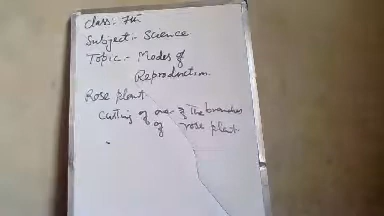 Class:- 7th
Subject:- Science
Topic:- Modes of
Reproduction
Rose plant
Cutting of one of the branches
of rose plant